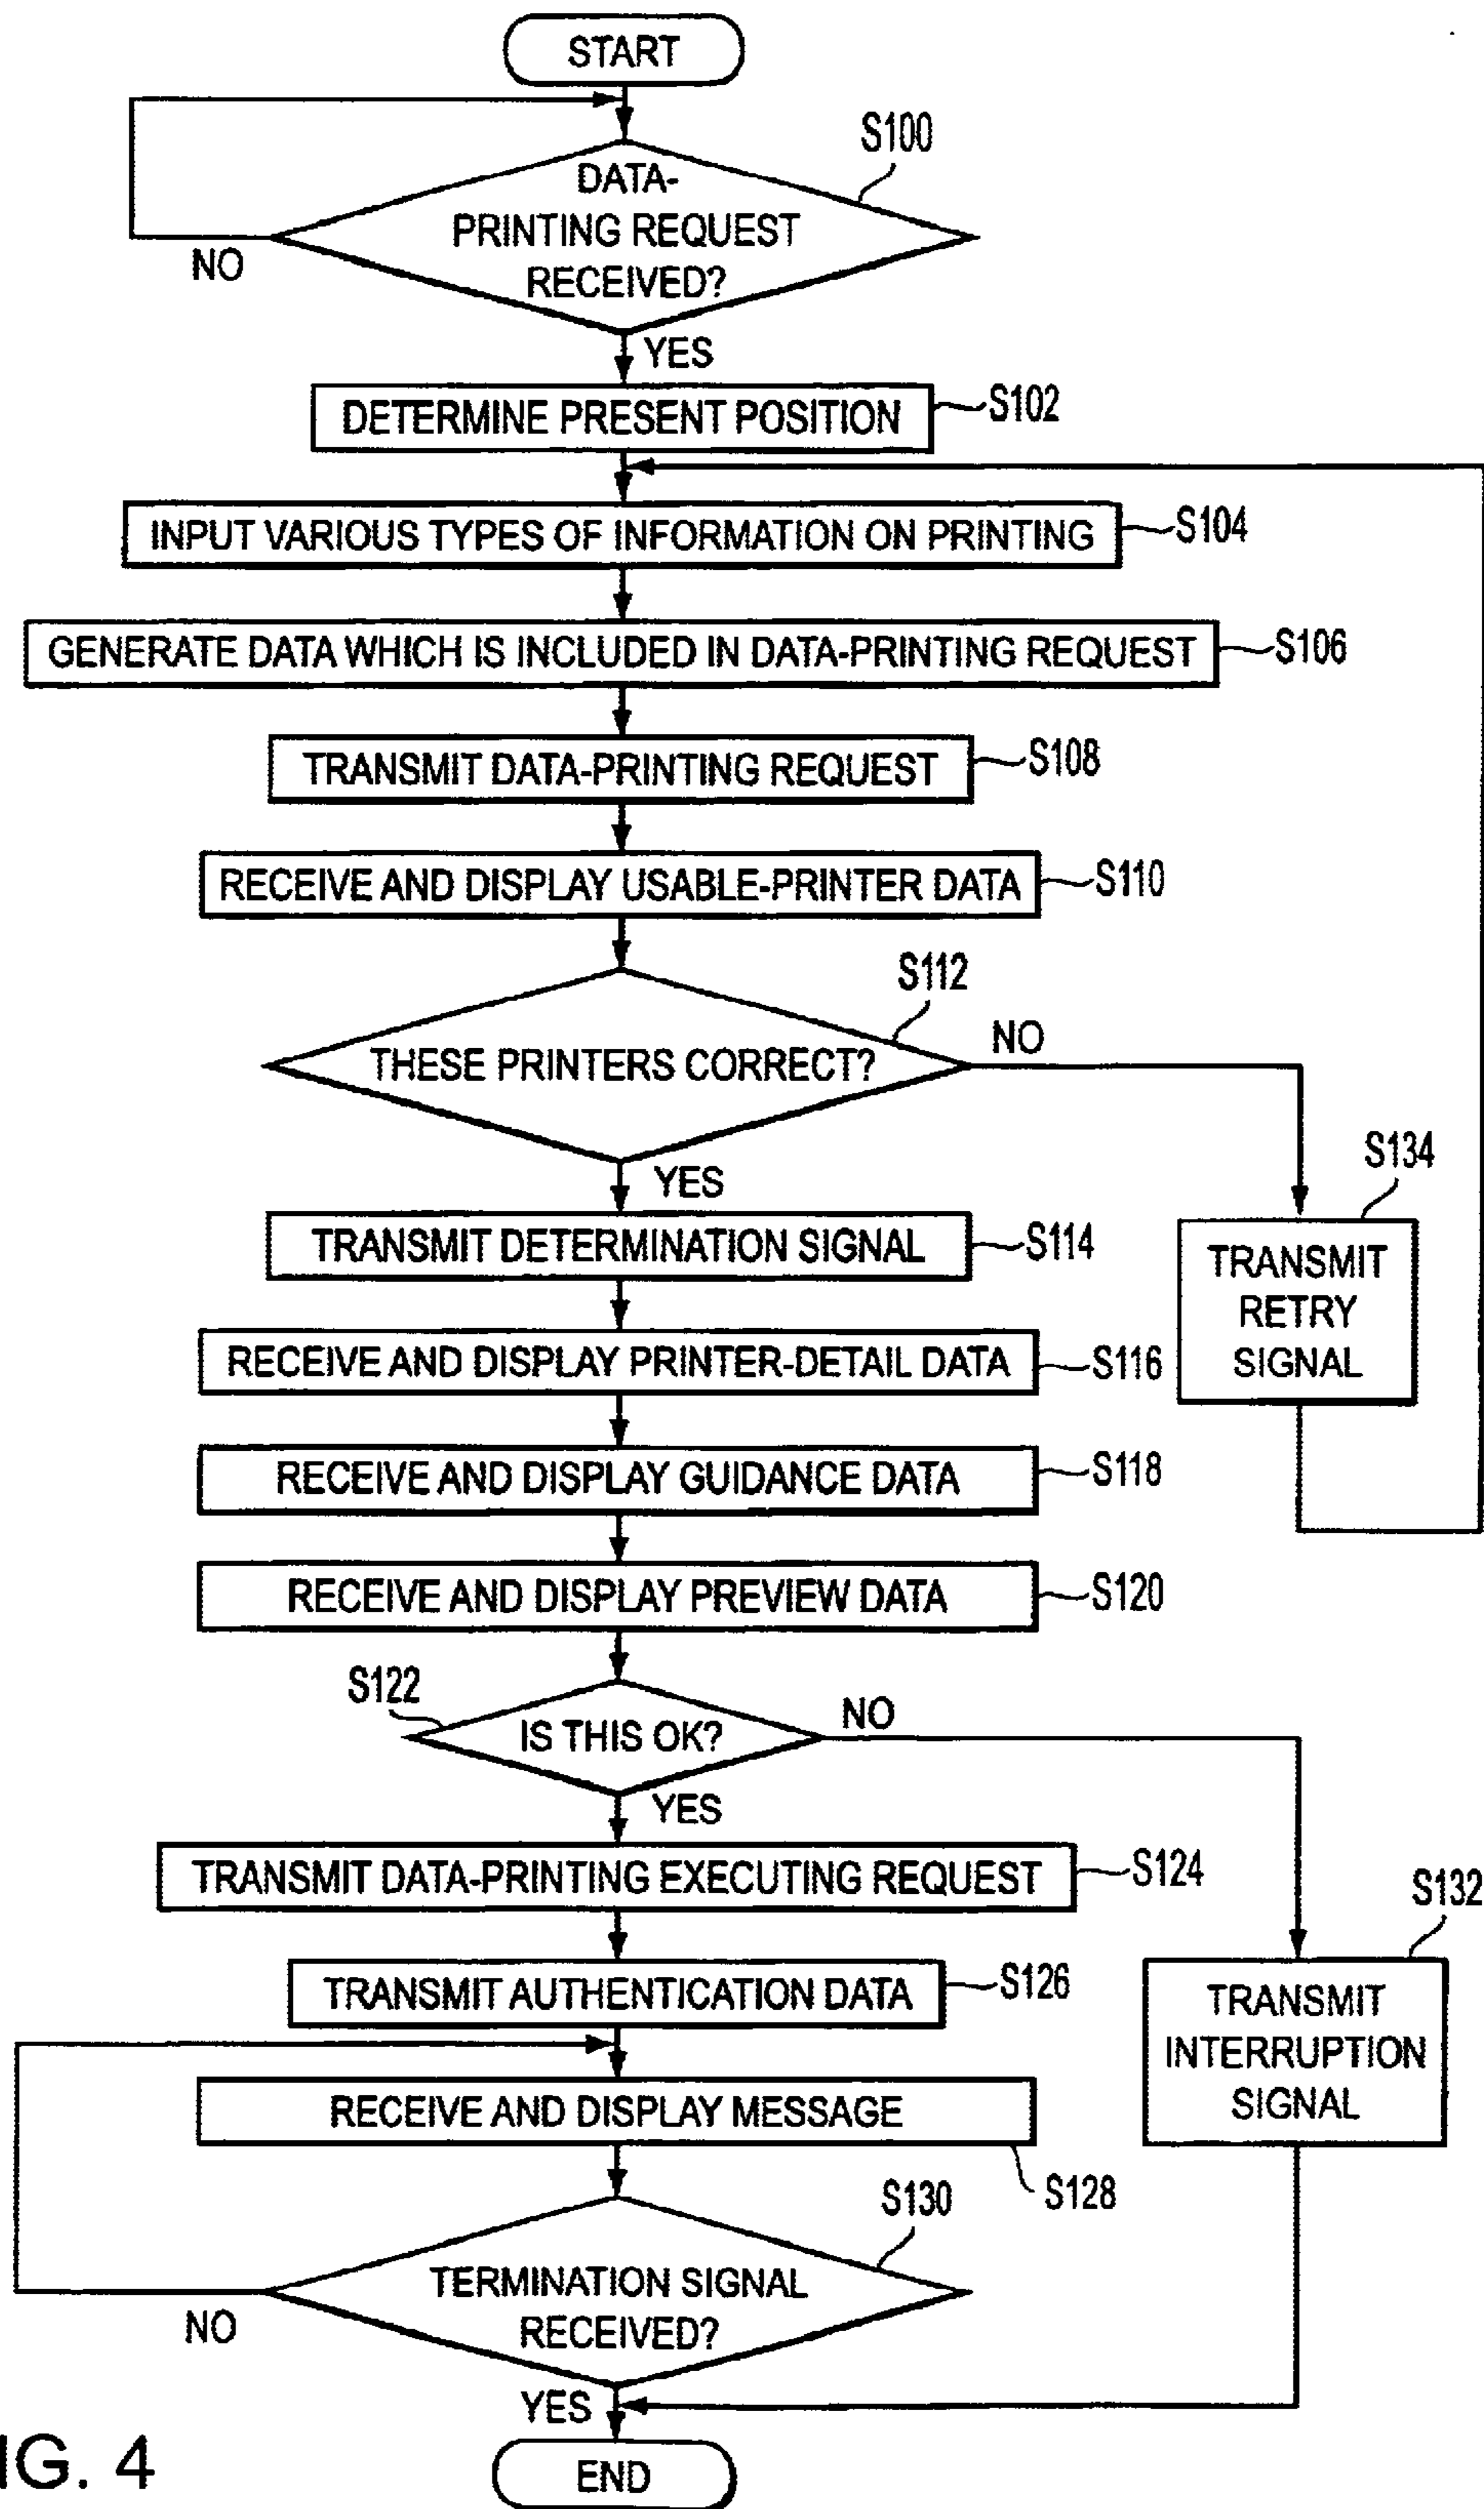 START
S100
DATA-
PRINTING REQUEST
RECEIVED?
NO
YES
DETERMINE PRESENT POSITION
S102
INPUT VARIOUS TYPES OF INFORMATION ON PRINTING
S104
GENERATE DATA WHICH IS INCLUDED IN DATA-PRINTING REQUEST
S106
TRANSMIT DATA-PRINTING REQUEST
S108
RECEIVE AND DISPLAY USABLE-PRINTER DATA
S110
S112
THESE PRINTERS CORRECT?
NO
YES
S134
TRANSMIT
RETRY
SIGNAL
TRANSMIT DETERMINATION SIGNAL
S114
RECEIVE AND DISPLAY PRINTER-DETAIL DATA
S116
RECEIVE AND DISPLAY GUIDANCE DATA
S118
RECEIVE AND DISPLAY PREVIEW DATA
S120
S122
IS THIS OK?
NO
YES
TRANSMIT DATA-PRINTING EXECUTING REQUEST
S124
S132
TRANSMIT
INTERRUPTION
SIGNAL
TRANSMIT AUTHENTICATION DATA
S126
RECEIVE AND DISPLAY MESSAGE
S128
S130
TERMINATION SIGNAL
RECEIVED?
NO
YES
END
IG. 4